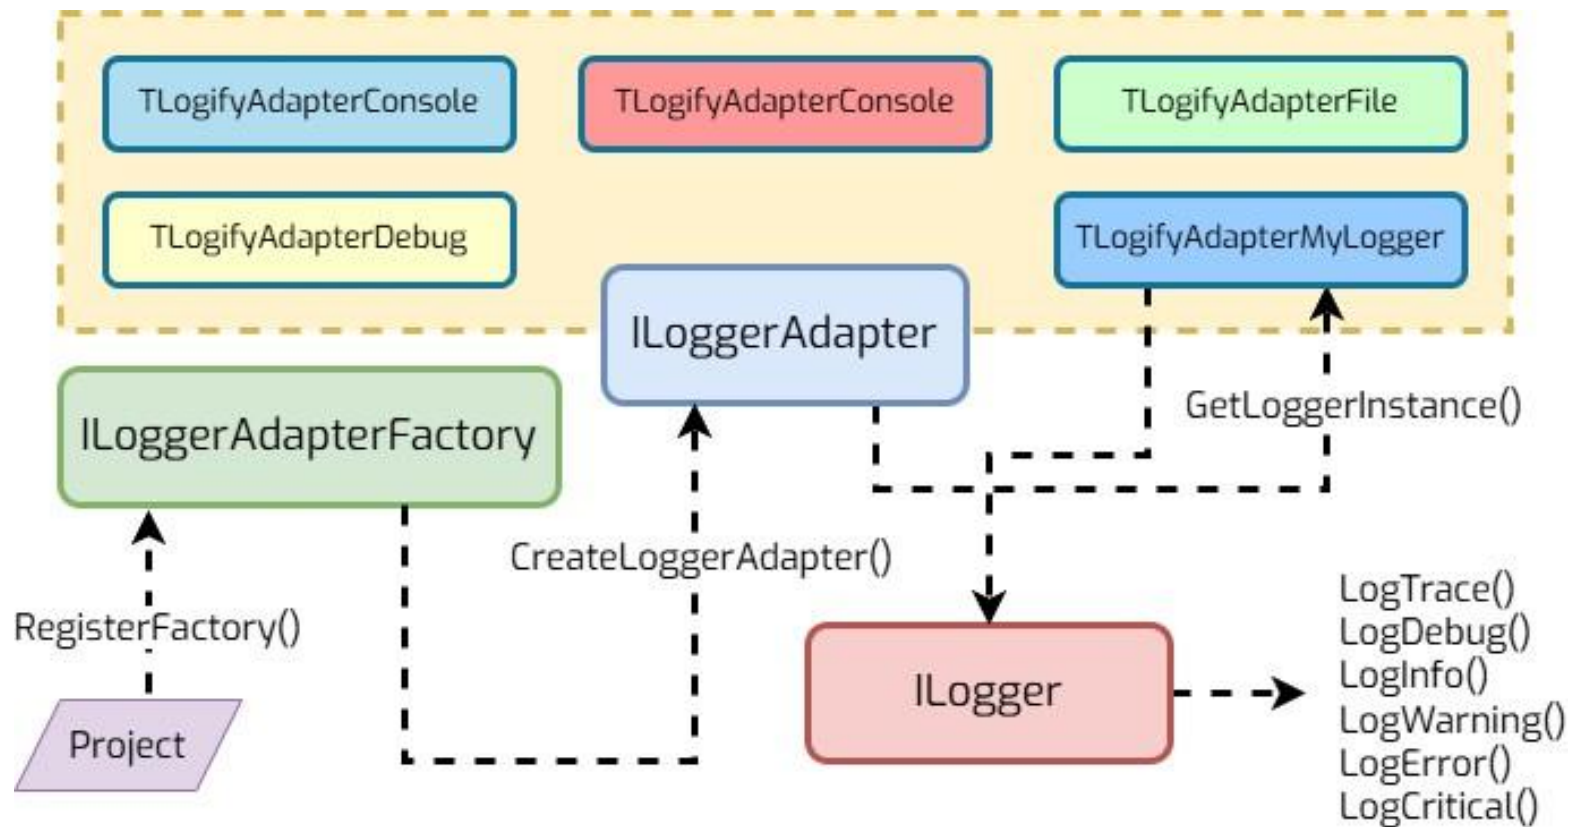 TLogifyAdapterConsole
TLogifyAdapterConsole
TLogifyAdapterFile
TLogifyAdapterDebug
TLogifyAdapterMyLogger
ILoggerAdapter
GetLoggerInstance()
ILoggerAdapterFactory
CreateLoggerAdapter()
RegisterFactory()
Project
ILogger
LogTrace()
LogDebug()
LogInfo()
LogWarning()
LogError()
LogCritical()